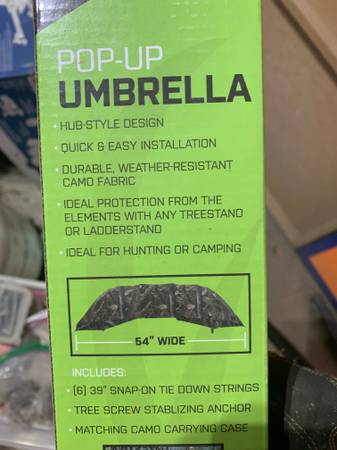 POP-UP
UMBRELLA
• HUB-STYLE DESIGN
• QUICK & EASY INSTALLATION
• DURABLE, WEATHER-RESISTANT
CAMO FABRIC
• IDEAL PROTECTION FROM THE
ELEMENTS WITH ANY TREESTAND
OR LADDERSTAND
• IDEAL FOR HUNTING OR CAMPING
54" WIDE
INCLUDES:
• (6) 39" SNAP-ON TIE DOWN STRINGS
• TREE SCREW STABLIZING ANCHOR
• MATCHING CAMO CARRYING CASE